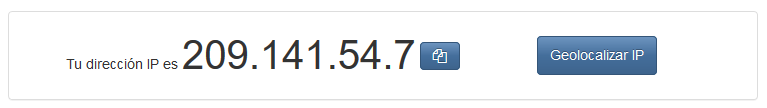 Tu dirección IP es 209.141.54.7 Geolocalizar IP